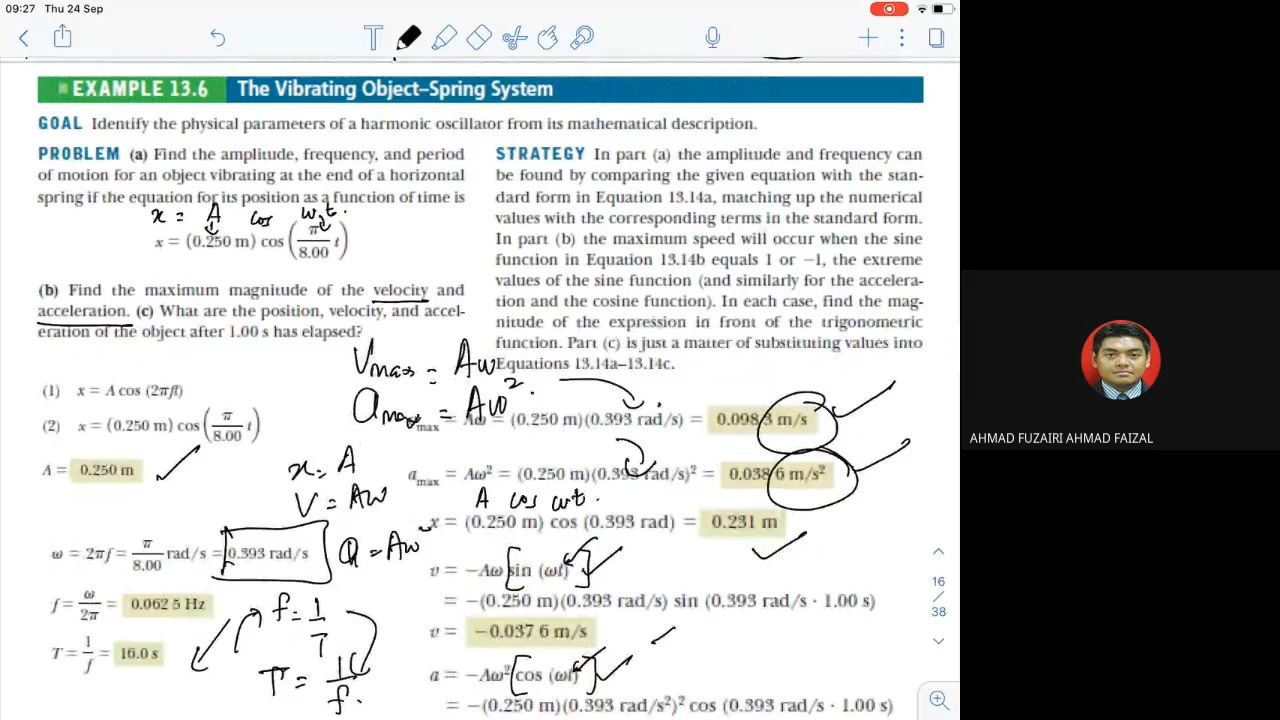 09:27 Thu 24 Sep
EXAMPLE 13.6 The Vibrating Object–Spring System
GOAL Identify the physical parameters of a harmonic oscillator from its mathematical description.
PROBLEM (a) Find the amplitude, frequency, and period
of motion for an object vibrating at the end of a horizontal
spring if the equation for its position as a function of time is
x = A cos ωt.
x = (0.250 m) cos (π/8.00 t)
(b) Find the maximum magnitude of the velocity and
acceleration. (c) What are the position, velocity, and accel-
eration of the object after 1.00 s has elapsed?
STRATEGY In part (a) the amplitude and frequency can
be found by comparing the given equation with the stan-
dard form in Equation 13.14a, matching up the numerical
values with the corresponding terms in the standard form.
In part (b) the maximum speed will occur when the sine
function in Equation 13.14b equals 1 or −1, the extreme
values of the sine function (and similarly for the accelera-
tion and the cosine function). In each case, find the mag-
nitude of the expression in front of the trigonometric
function. Part (c) is just a matter of substituting values into
Equations 13.14a–13.14c.
(1) x = A cos (2πft)
(2) x = (0.250 m) cos (π/8.00 t)
A = 0.250 m
ω = 2πf = π/8.00 rad/s = 0.393 rad/s
f = ω/2π = 0.062 5 Hz
T = 1/f = 16.0 s
Vmax = Aω
amax = Aω²
x = A
V = Aω
a = Aω²
f = 1/T
T = 1/f
max = Aω = (0.250 m)(0.393 rad/s) = 0.098 3 m/s
amax = Aω² = (0.250 m)(0.393 rad/s)² = 0.038 6 m/s²
A cos ωt.
x = (0.250 m) cos (0.393 rad) = 0.231 m
v = −Aω [sin (ωt)]
= −(0.250 m)(0.393 rad/s) sin (0.393 rad/s · 1.00 s)
v = −0.037 6 m/s
a = −Aω² [cos (ωt)]
= −(0.250 m)(0.393 rad/s²)² cos (0.393 rad/s · 1.00 s)
16
/
38
AHMAD FUZAIRI AHMAD FAIZAL